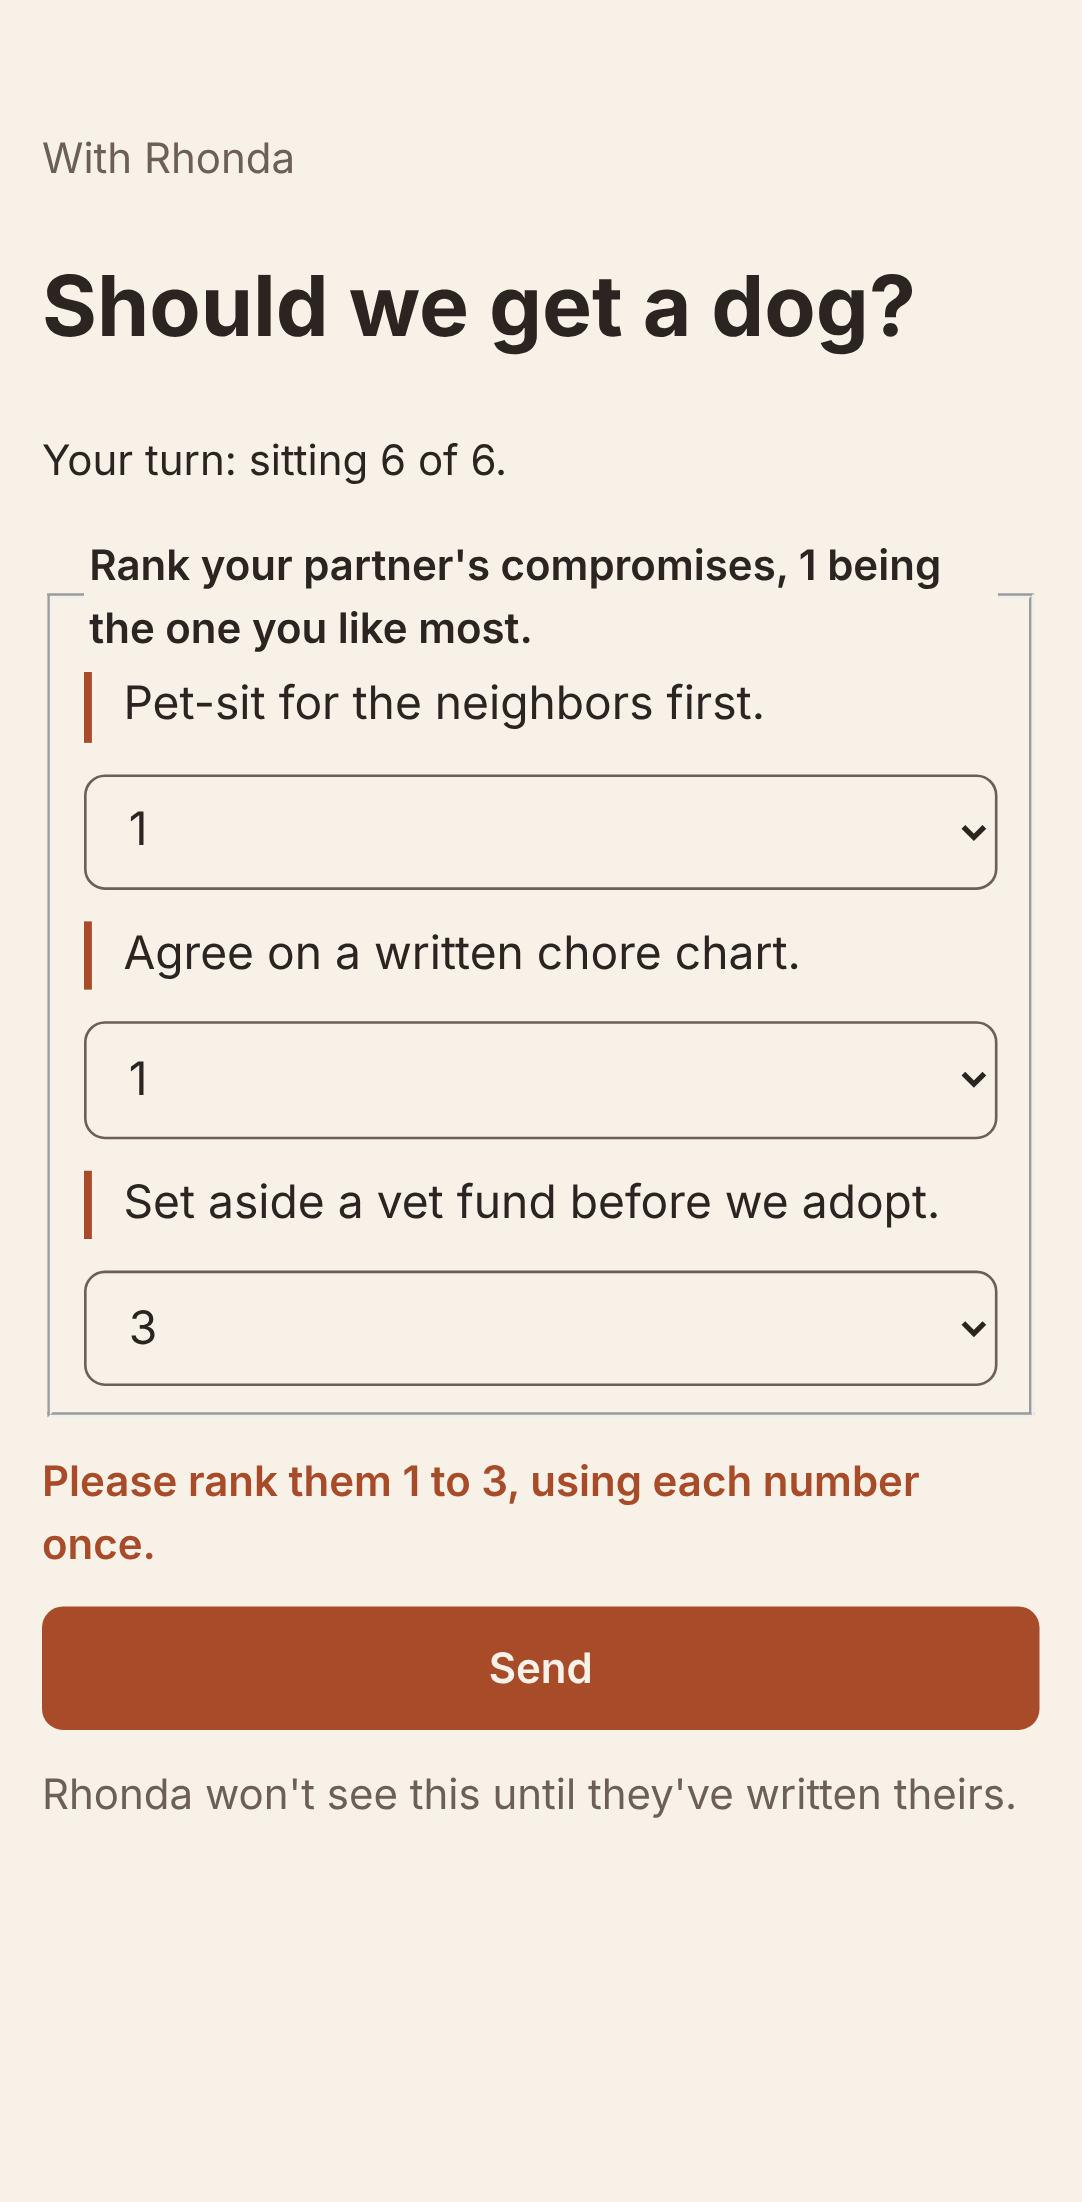 With Rhonda
Should we get a dog?
Your turn: sitting 6 of 6.
Rank your partner's compromises, 1 being
the one you like most.
Pet-sit for the neighbors first.
1
Agree on a written chore chart.
1
Set aside a vet fund before we adopt.
3
Please rank them 1 to 3, using each number
once.
Send
Rhonda won't see this until they've written theirs.